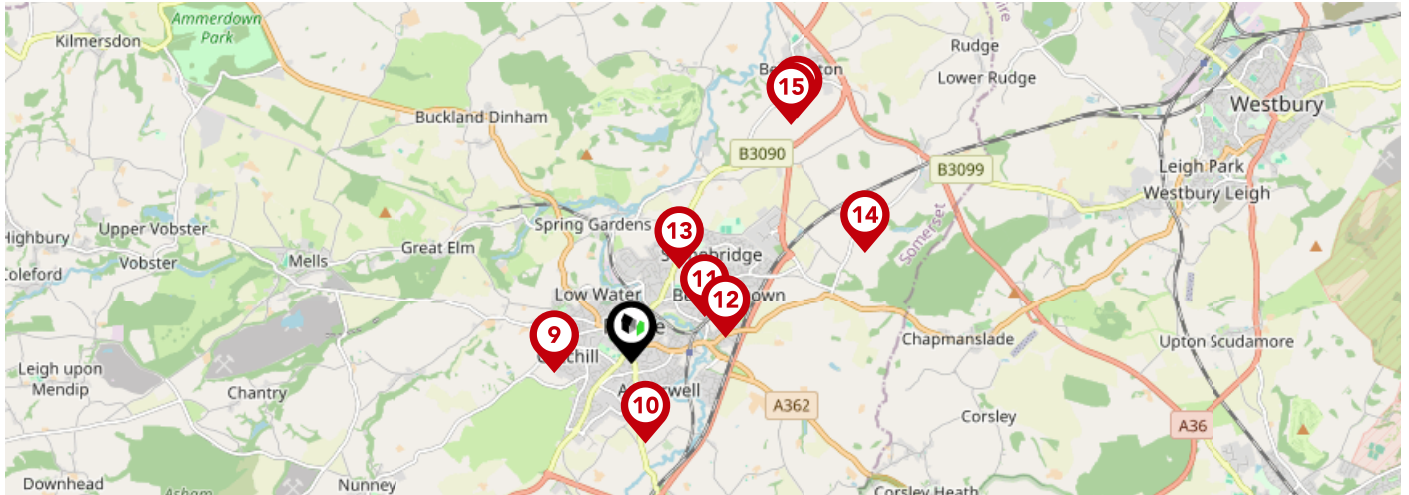 Ammerdown
Park
Kilmersdon
Rudge
Lower Rudge
15
Westbury
Buckland Dinham
B3090
B3099
Leigh Park
Westbury Leigh
Somerset
14
13
Spring Gardens
Upper Vobster
Highbury
Great Elm
Mells
Vobster
Coleford
11
12
Low Water
9
Chapmanslade
Upton Scudamore
Leigh upon
Mendip
Chantry
10
A362
Corsley
A36
Downhead
Nunney
Corsley Heath